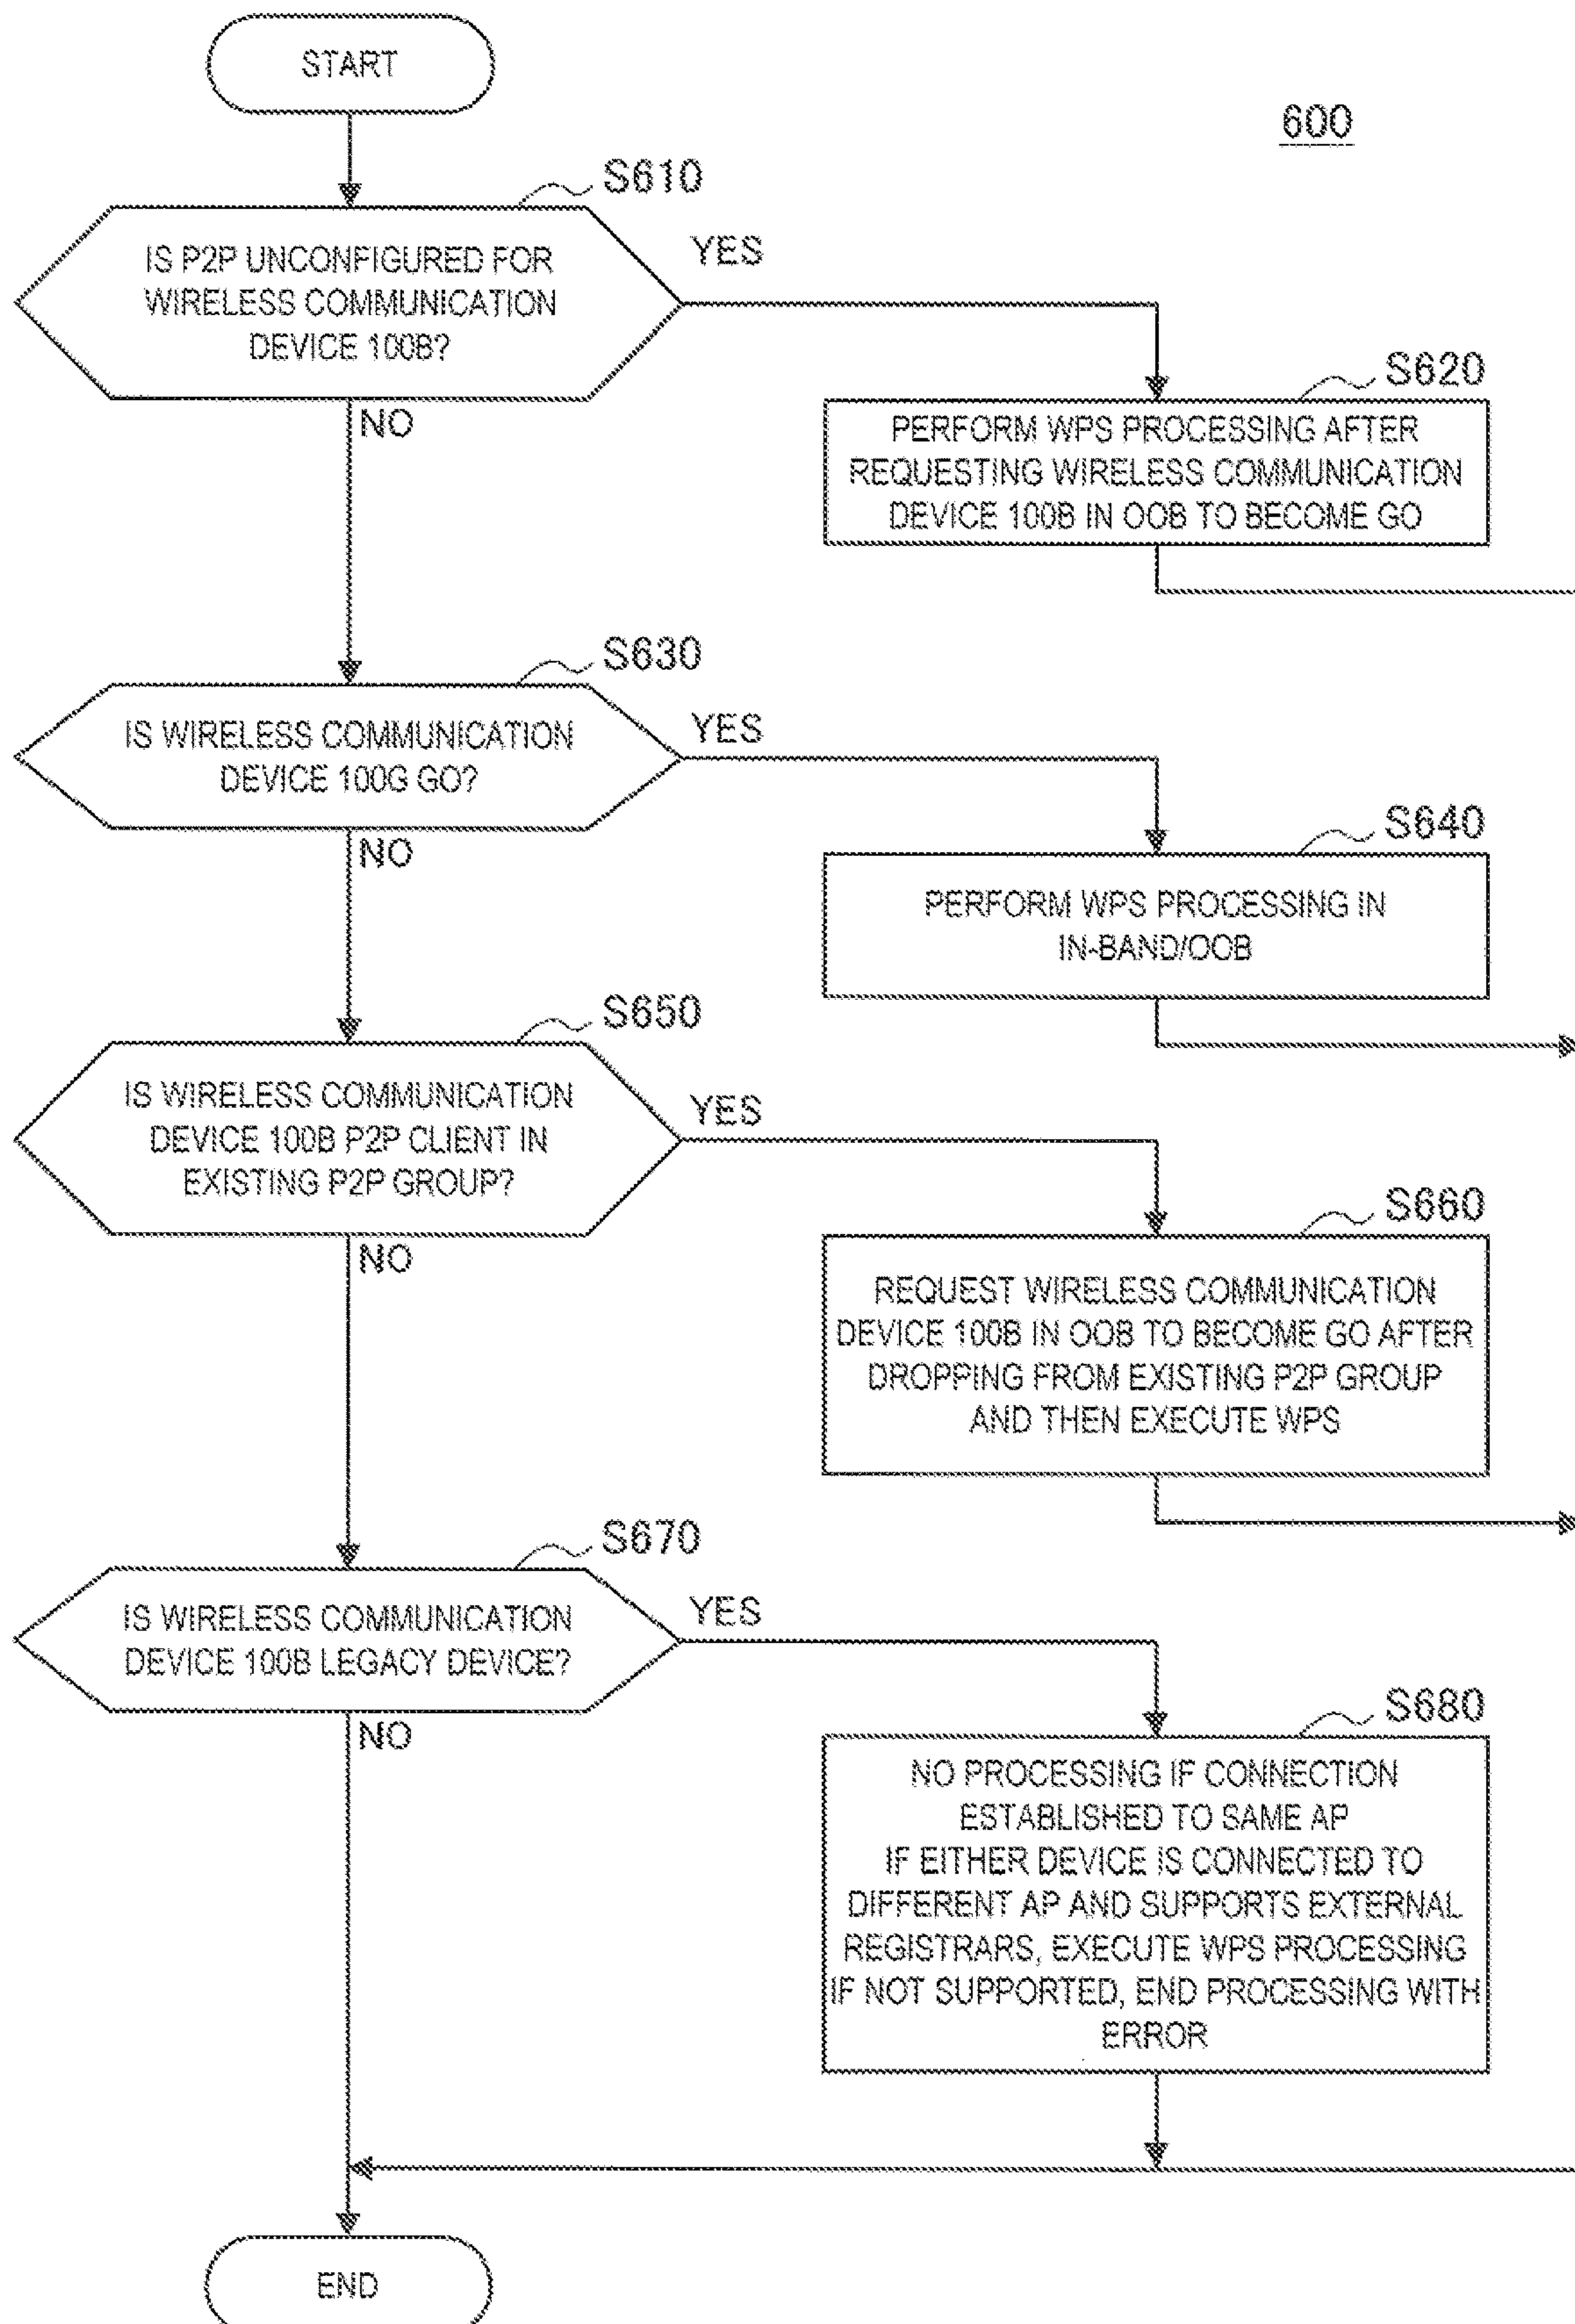 START
600
S610
IS P2P UNCONFIGURED FOR
WIRELESS COMMUNICATION
DEVICE 100B?
YES
NO
S620
PERFORM WPS PROCESSING AFTER
REQUESTING WIRELESS COMMUNICATION
DEVICE 100B IN OOB TO BECOME GO
S630
IS WIRELESS COMMUNICATION
DEVICE 100G GO?
YES
NO
S640
PERFORM WPS PROCESSING IN
IN-BAND/OOB
S650
IS WIRELESS COMMUNICATION
DEVICE 100B P2P CLIENT IN
EXISTING P2P GROUP?
YES
NO
S660
REQUEST WIRELESS COMMUNICATION
DEVICE 100B IN OOB TO BECOME GO AFTER
DROPPING FROM EXISTING P2P GROUP
AND THEN EXECUTE WPS
S670
IS WIRELESS COMMUNICATION
DEVICE 100B LEGACY DEVICE?
YES
NO
S680
NO PROCESSING IF CONNECTION
ESTABLISHED TO SAME AP
IF EITHER DEVICE IS CONNECTED TO
DIFFERENT AP AND SUPPORTS EXTERNAL
REGISTRARS, EXECUTE WPS PROCESSING
IF NOT SUPPORTED, END PROCESSING WITH
ERROR
END